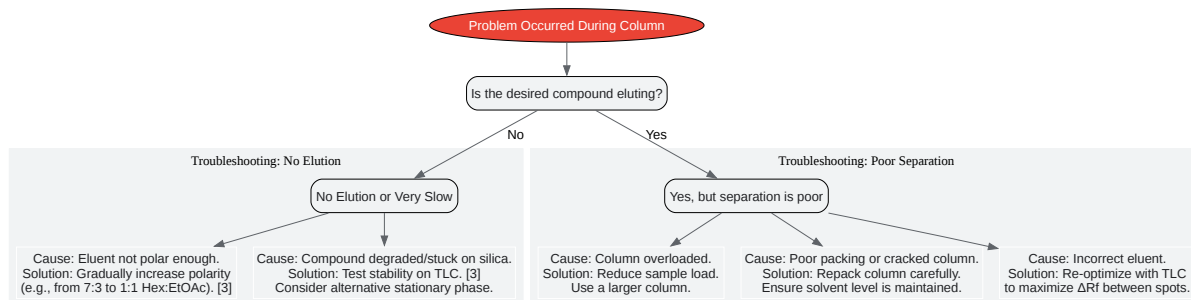 Problem Occurred During Column
Is the desired compound eluting?
No
Yes
Troubleshooting: No Elution
Troubleshooting: Poor Separation
No Elution or Very Slow
Yes, but separation is poor
Cause: Eluent not polar enough.
Solution: Gradually increase polarity
(e.g., from 7:3 to 1:1 Hex:EtOAc). [3]
Cause: Compound degraded/stuck on silica.
Solution: Test stability on TLC. [3]
Consider alternative stationary phase.
Cause: Column overloaded.
Solution: Reduce sample load.
Use a larger column.
Cause: Poor packing or cracked column.
Solution: Repack column carefully.
Ensure solvent level is maintained.
Cause: Incorrect eluent.
Solution: Re-optimize with TLC
to maximize ΔRf between spots.